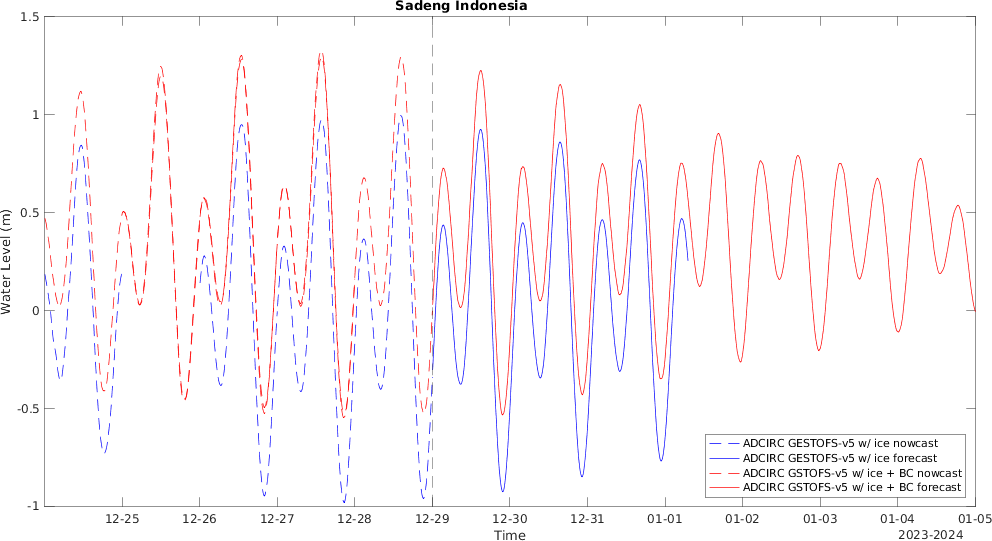 Sadeng Indonesia
1.5
1
0.5
0
-0.5
-1
Water Level (m)
12-25 12-26 12-27 12-28 12-29 12-30 12-31 01-01 01-02 01-03 01-04 01-05
Time
2023-2024
ADCIRC GESTOFS-v5 w/ ice nowcast
ADCIRC GESTOFS-v5 w/ ice forecast
ADCIRC GSTOFS-v5 w/ ice + BC nowcast
ADCIRC GSTOFS-v5 w/ ice + BC forecast